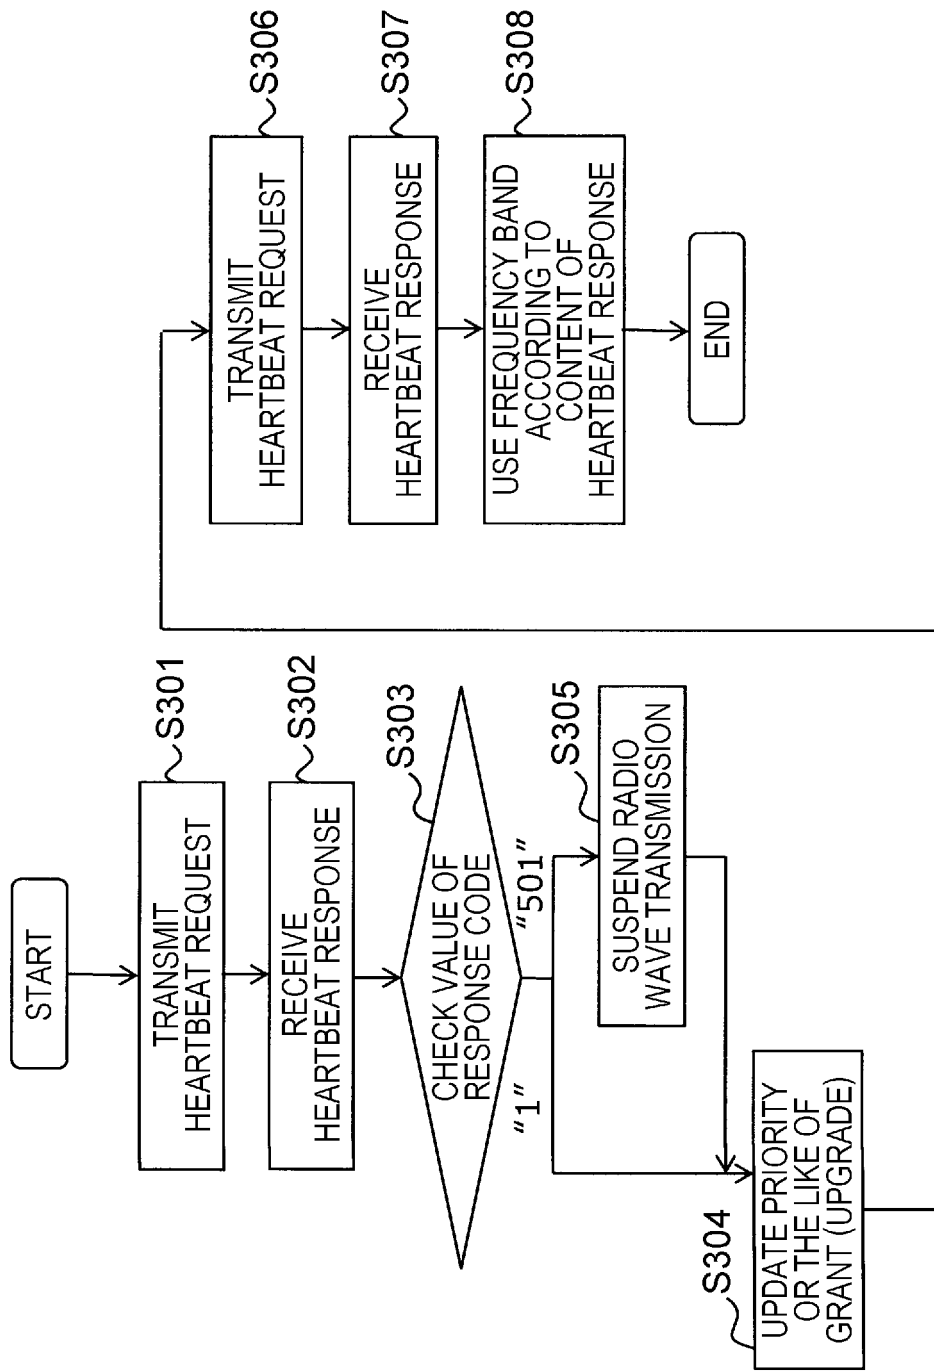 START
TRANSMIT
HEARTBEAT REQUEST
S301
RECEIVE
HEARTBEAT RESPONSE
S302
CHECK VALUE OF
RESPONSE CODE
S303
"1"
"501"
SUSPEND RADIO
WAVE TRANSMISSION
S305
UPDATE PRIORITY
OR THE LIKE OF
GRANT (UPGRADE)
S304
TRANSMIT
HEARTBEAT REQUEST
S306
RECEIVE
HEARTBEAT RESPONSE
S307
USE FREQUENCY BAND
ACCORDING TO
CONTENT OF
HEARTBEAT RESPONSE
S308
END